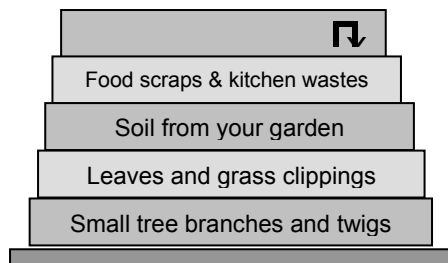 Food scraps & kitchen wastes
Soil from your garden
Leaves and grass clippings
Small tree branches and twigs